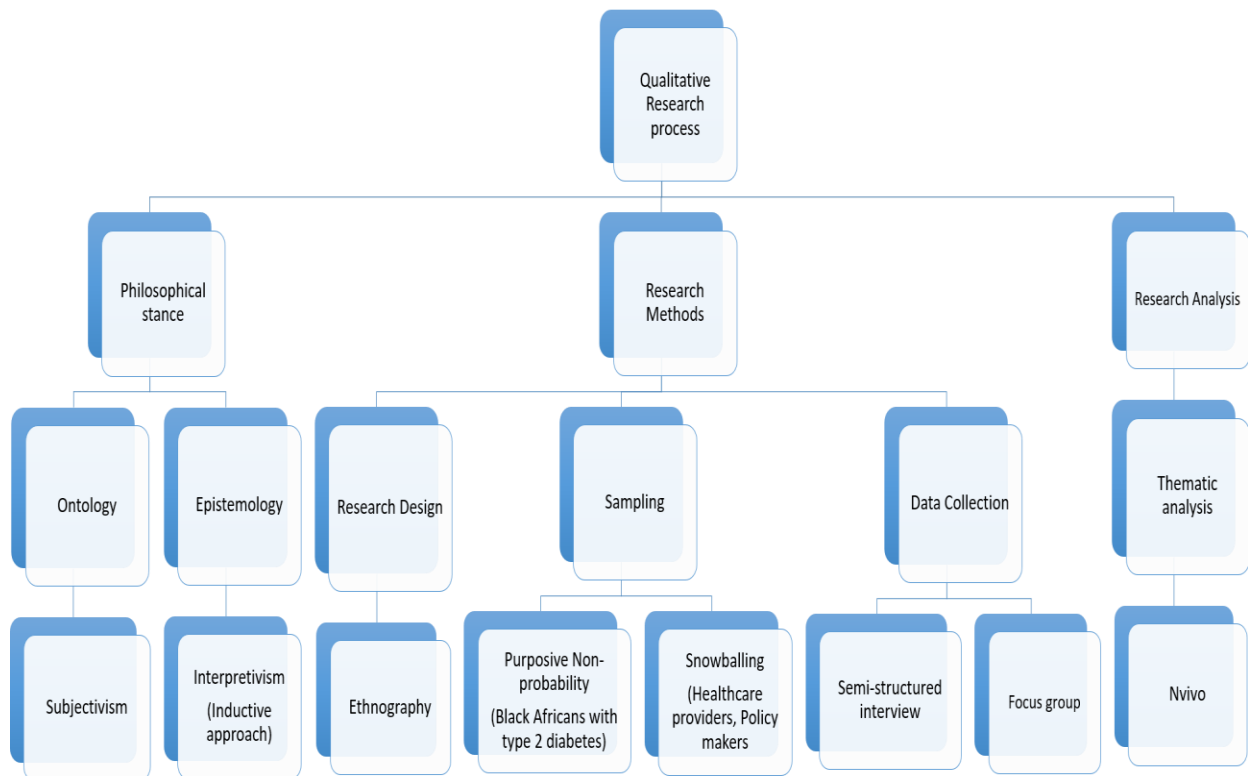 Qualitative
Research
process
Philosophical
stance
Research
Methods
Research Analysis
Ontology
Epistemology
Research Design
Sampling
Data Collection
Thematic
analysis
Subjectivism
Interpretivism
(Inductive
approach)
Ethnography
Purposive Non-
probability
(Black Africans with
type 2 diabetes)
Snowballing
(Healthcare
providers, Policy
makers
Semi-structured
interview
Focus group
Nvivo